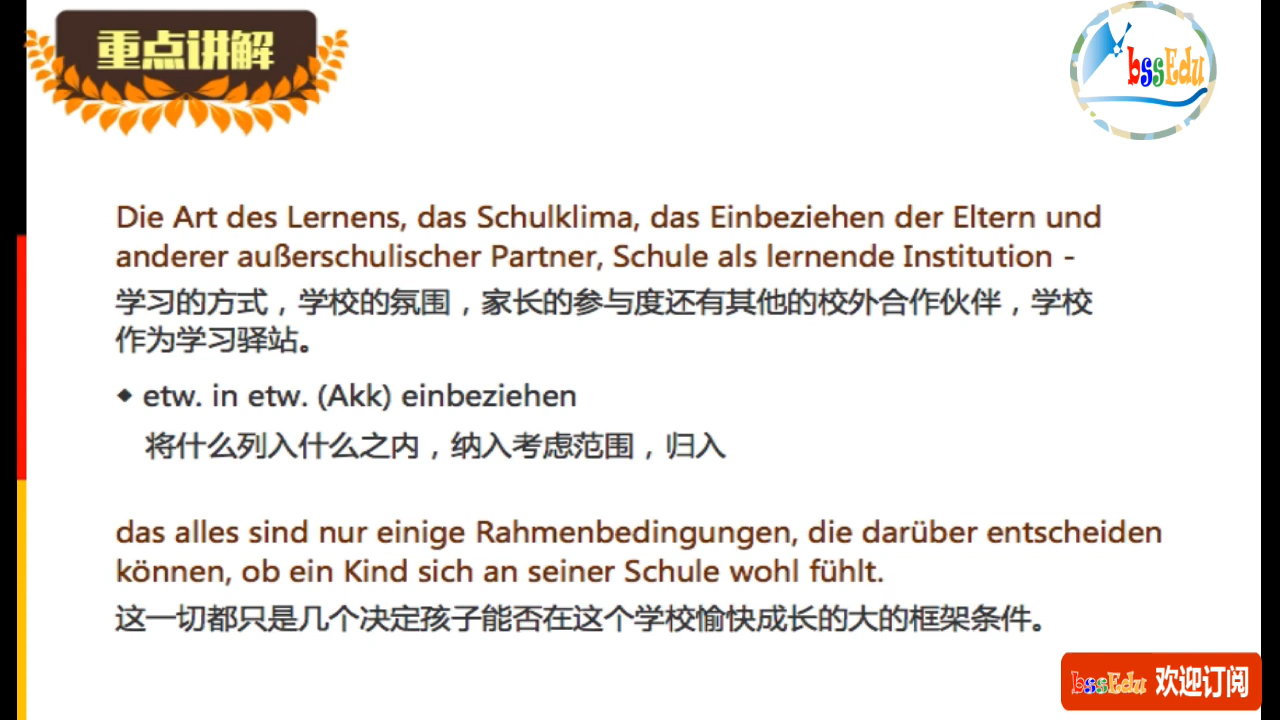 重点讲解
bssEdu
Die Art des Lernens, das Schulklima, das Einbeziehen der Eltern und
anderer außerschulischer Partner, Schule als lernende Institution -
学习的方式，学校的氛围，家长的参与度还有其他的校外合作伙伴，学校
作为学习驿站。
◆ etw. in etw. (Akk) einbeziehen
将什么列入什么之内，纳入考虑范围，归入
das alles sind nur einige Rahmenbedingungen, die darüber entscheiden
können, ob ein Kind sich an seiner Schule wohl fühlt.
这一切都只是几个决定孩子能否在这个学校愉快成长的大的框架条件。
bssEdu 欢迎订阅